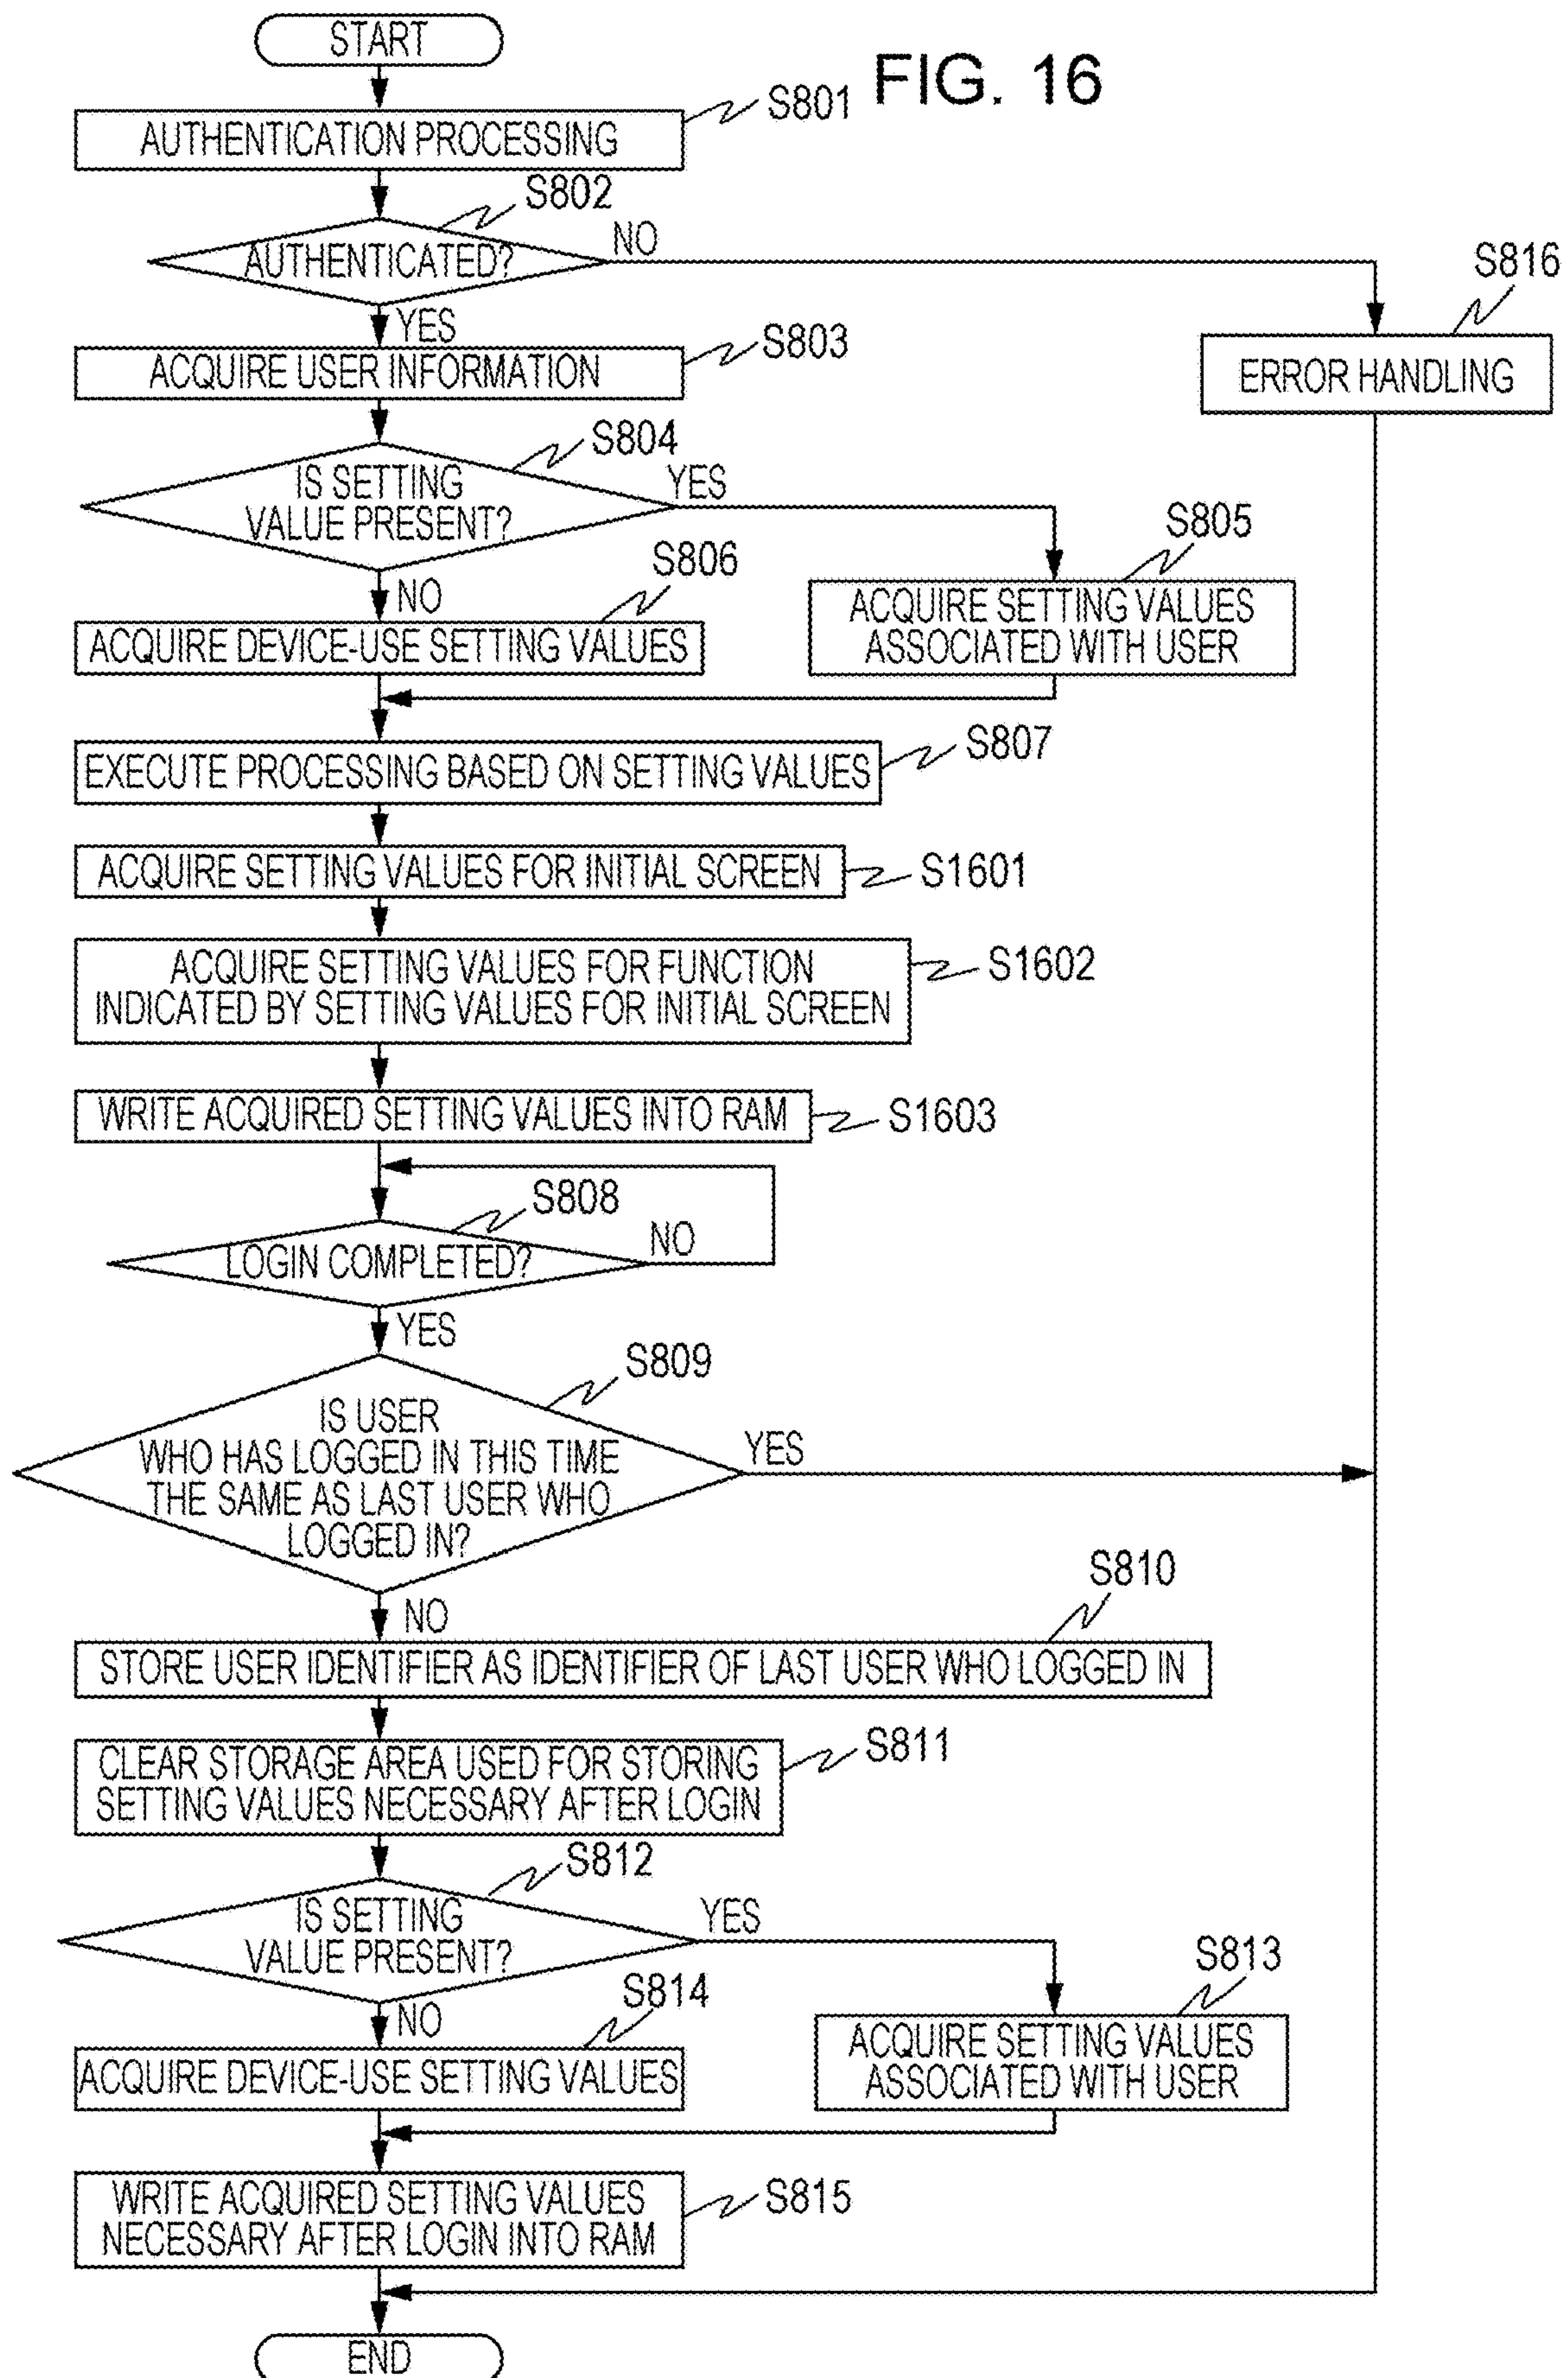 START
FIG. 16
S801
AUTHENTICATION PROCESSING
S802
AUTHENTICATED?
NO
S816
YES
ERROR HANDLING
S803
ACQUIRE USER INFORMATION
S804
IS SETTING
VALUE PRESENT?
YES
S805
S806
NO
ACQUIRE SETTING VALUES
ASSOCIATED WITH USER
ACQUIRE DEVICE-USE SETTING VALUES
S807
EXECUTE PROCESSING BASED ON SETTING VALUES
ACQUIRE SETTING VALUES FOR INITIAL SCREEN
S1601
ACQUIRE SETTING VALUES FOR FUNCTION
INDICATED BY SETTING VALUES FOR INITIAL SCREEN
S1602
WRITE ACQUIRED SETTING VALUES INTO RAM
S1603
S808
LOGIN COMPLETED?
NO
YES
S809
IS USER
WHO HAS LOGGED IN THIS TIME
THE SAME AS LAST USER WHO
LOGGED IN?
YES
S810
NO
STORE USER IDENTIFIER AS IDENTIFIER OF LAST USER WHO LOGGED IN
S811
CLEAR STORAGE AREA USED FOR STORING
SETTING VALUES NECESSARY AFTER LOGIN
S812
IS SETTING
VALUE PRESENT?
YES
S813
S814
NO
ACQUIRE SETTING VALUES
ASSOCIATED WITH USER
ACQUIRE DEVICE-USE SETTING VALUES
WRITE ACQUIRED SETTING VALUES
NECESSARY AFTER LOGIN INTO RAM
S815
END